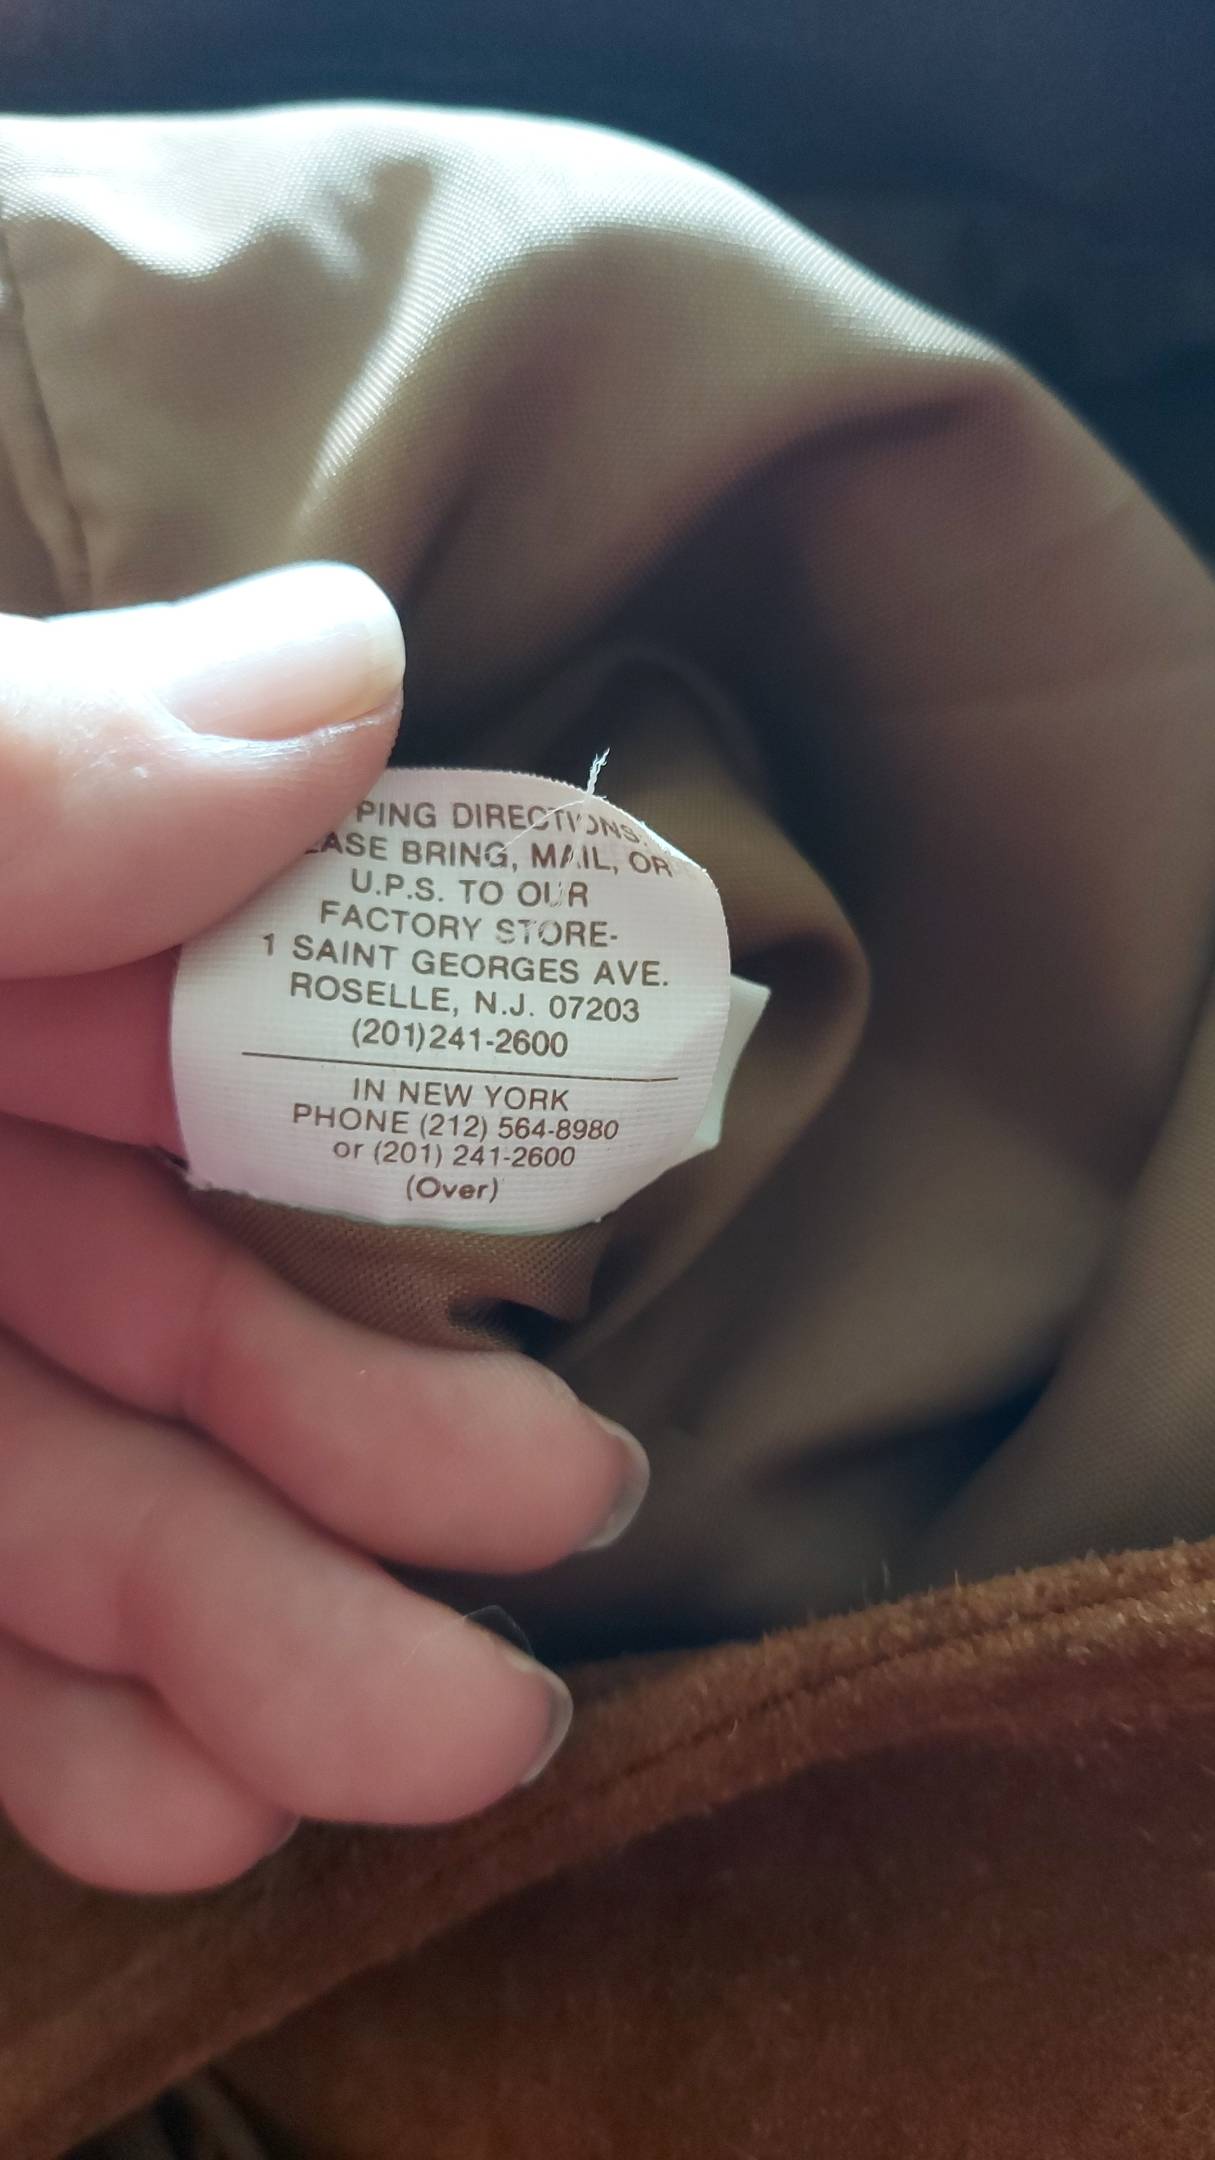 PING DIRECTIONS:
EASE BRING, MAIL, OR
U.P.S. TO OUR
FACTORY STORE-
1 SAINT GEORGES AVE.
ROSELLE, N.J. 07203
(201)241-2600
IN NEW YORK
PHONE (212) 564-8980
or (201) 241-2600
(Over)